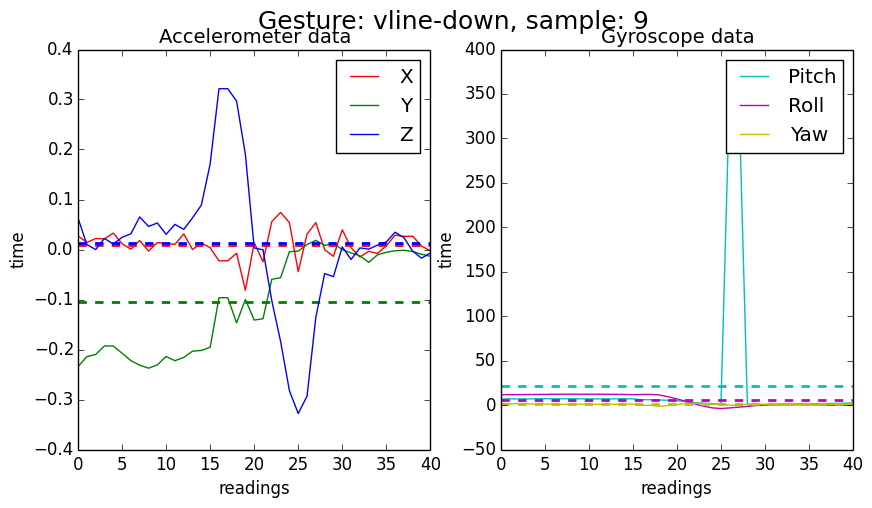 Gesture: vline-down, sample: 9
Accelerometer data
0.4
0.3
0.2
0.1
0.0
−0.1
−0.2
−0.3
−0.4
time
0 5 10 15 20 25 30 35 40
readings
X
Y
Z
Gyroscope data
400
350
300
250
200
150
100
50
0
−50
time
0 5 10 15 20 25 30 35 40
readings
Pitch
Roll
Yaw